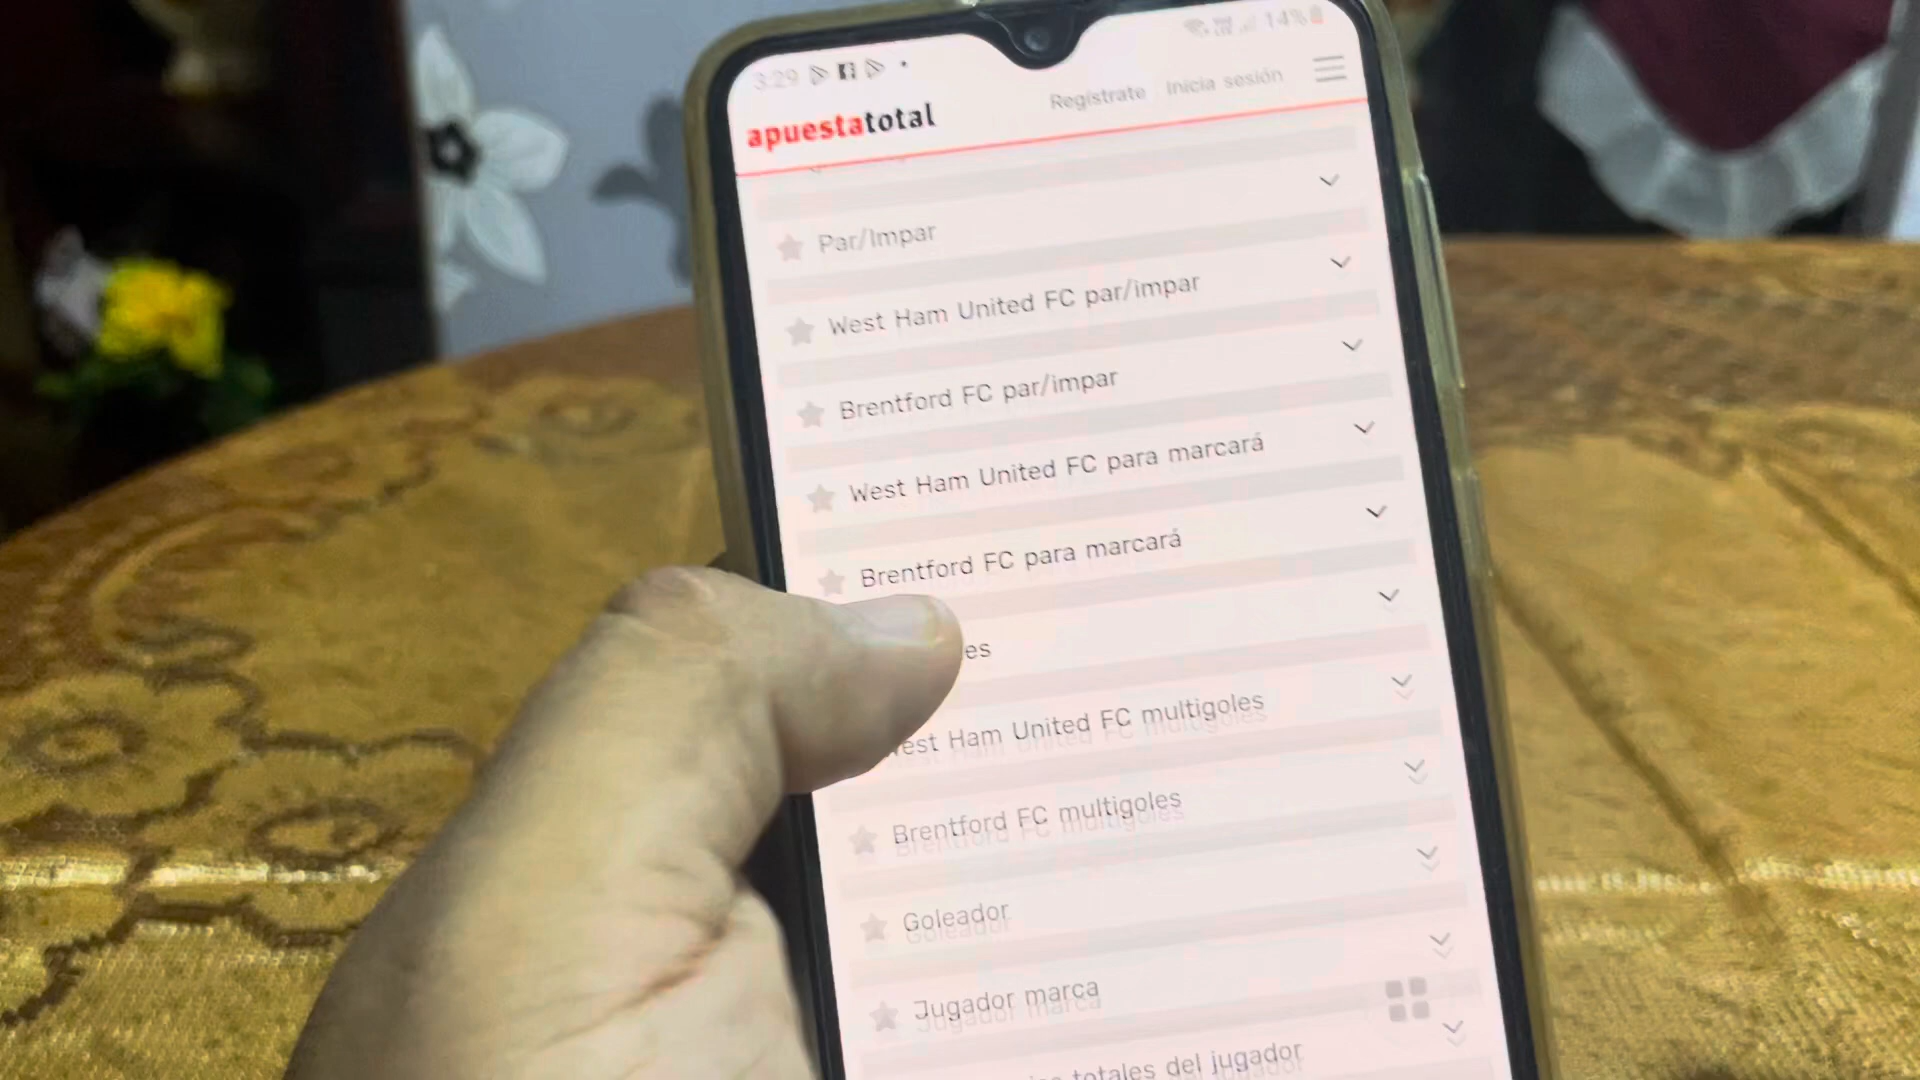 3:29
14%
apuestatotal
Regístrate Inicia sesión
Par/Impar
West Ham United FC par/impar
Brentford FC par/impar
West Ham United FC para marcará
Brentford FC para marcará
es
West Ham United FC multigoles
Brentford FC multigoles
Goleador
Jugador marca
totales del jugador